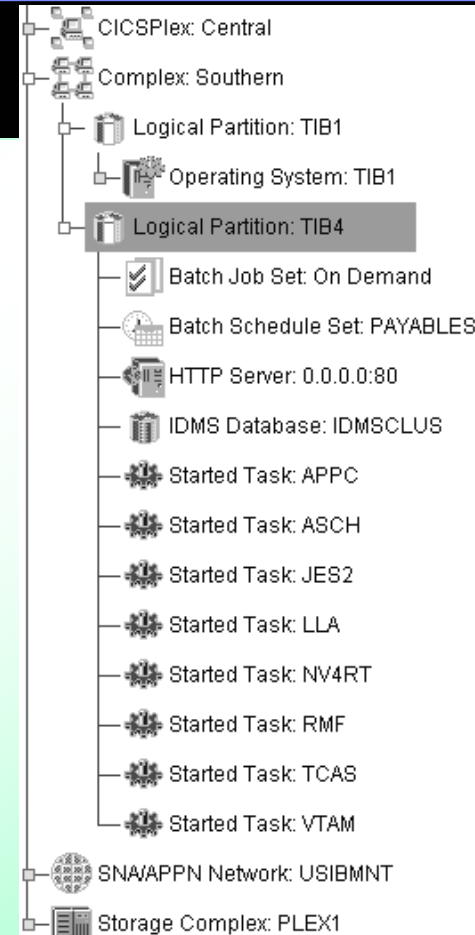 CICSPlex: Central
Complex: Southern
Logical Partition: TIB1
Operating System: TIB1
Logical Partition: TIB4
Batch Job Set: On Demand
Batch Schedule Set: PAYABLES
HTTP Server: 0.0.0.0:80
IDMS Database: IDMSCLUS
Started Task: APPC
Started Task: ASCH
Started Task: JES2
Started Task: LLA
Started Task: NV4RT
Started Task: RMF
Started Task: TCAS
Started Task: VTAM
SNA/APPN Network: USIBMNT
Storage Complex: PLEX1